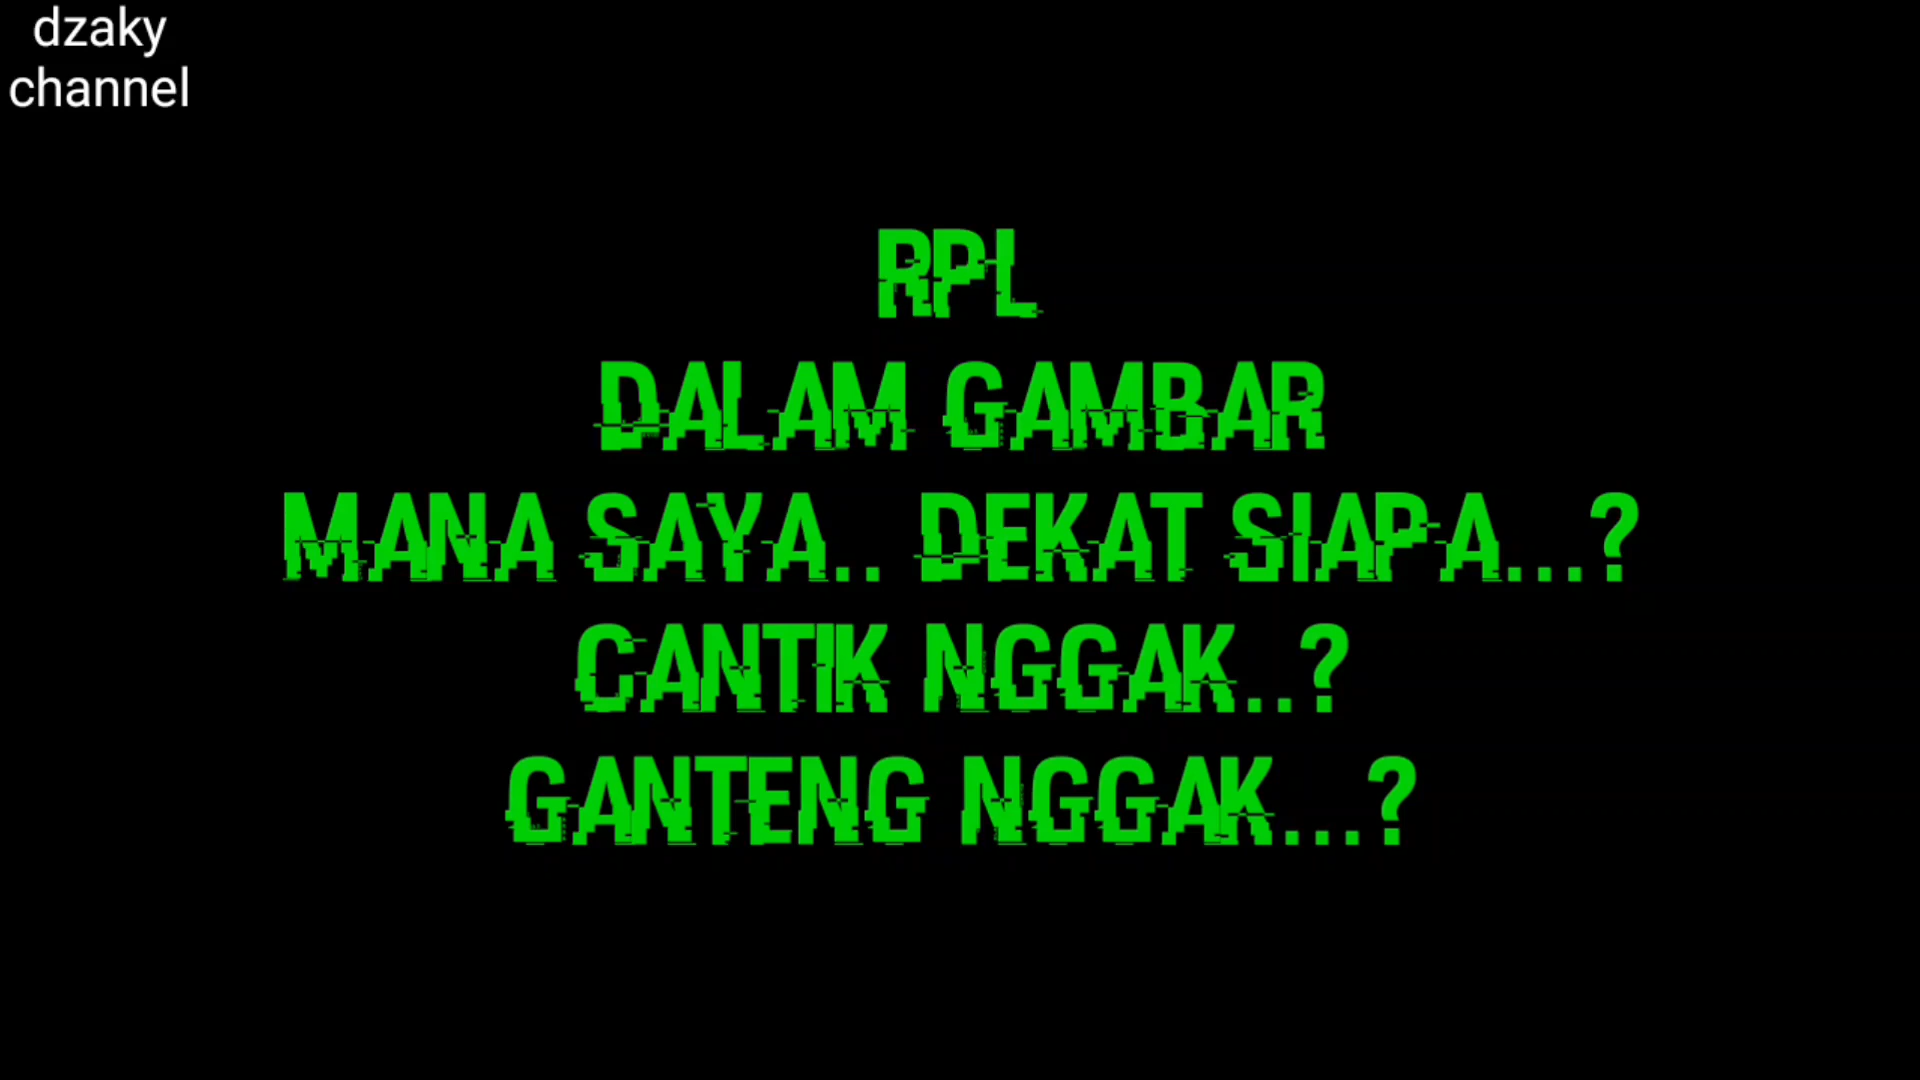 dzaky
channel
RPL
DALAM GAMBAR
MANA SAYA.. DEKAT SIAPA...?
CANTIK NGGAK..?
GANTENG NGGAK...?